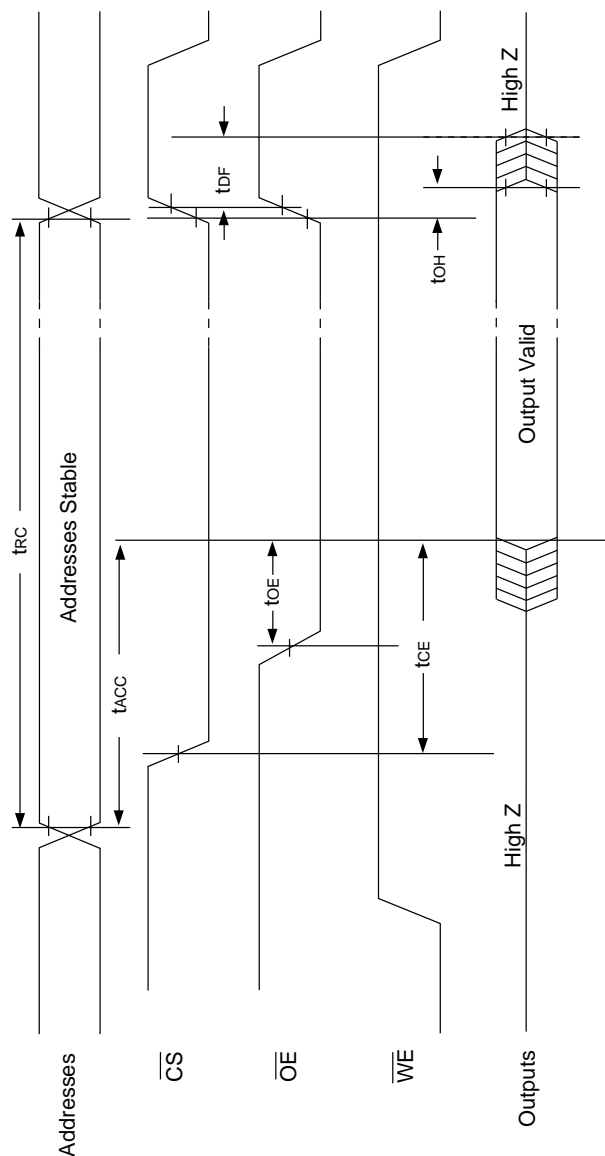 tRC
Addresses
Addresses Stable
tACC
CS
tDF
OE
tOE
tCE
WE
tOH
Outputs
High Z
Output Valid
High Z